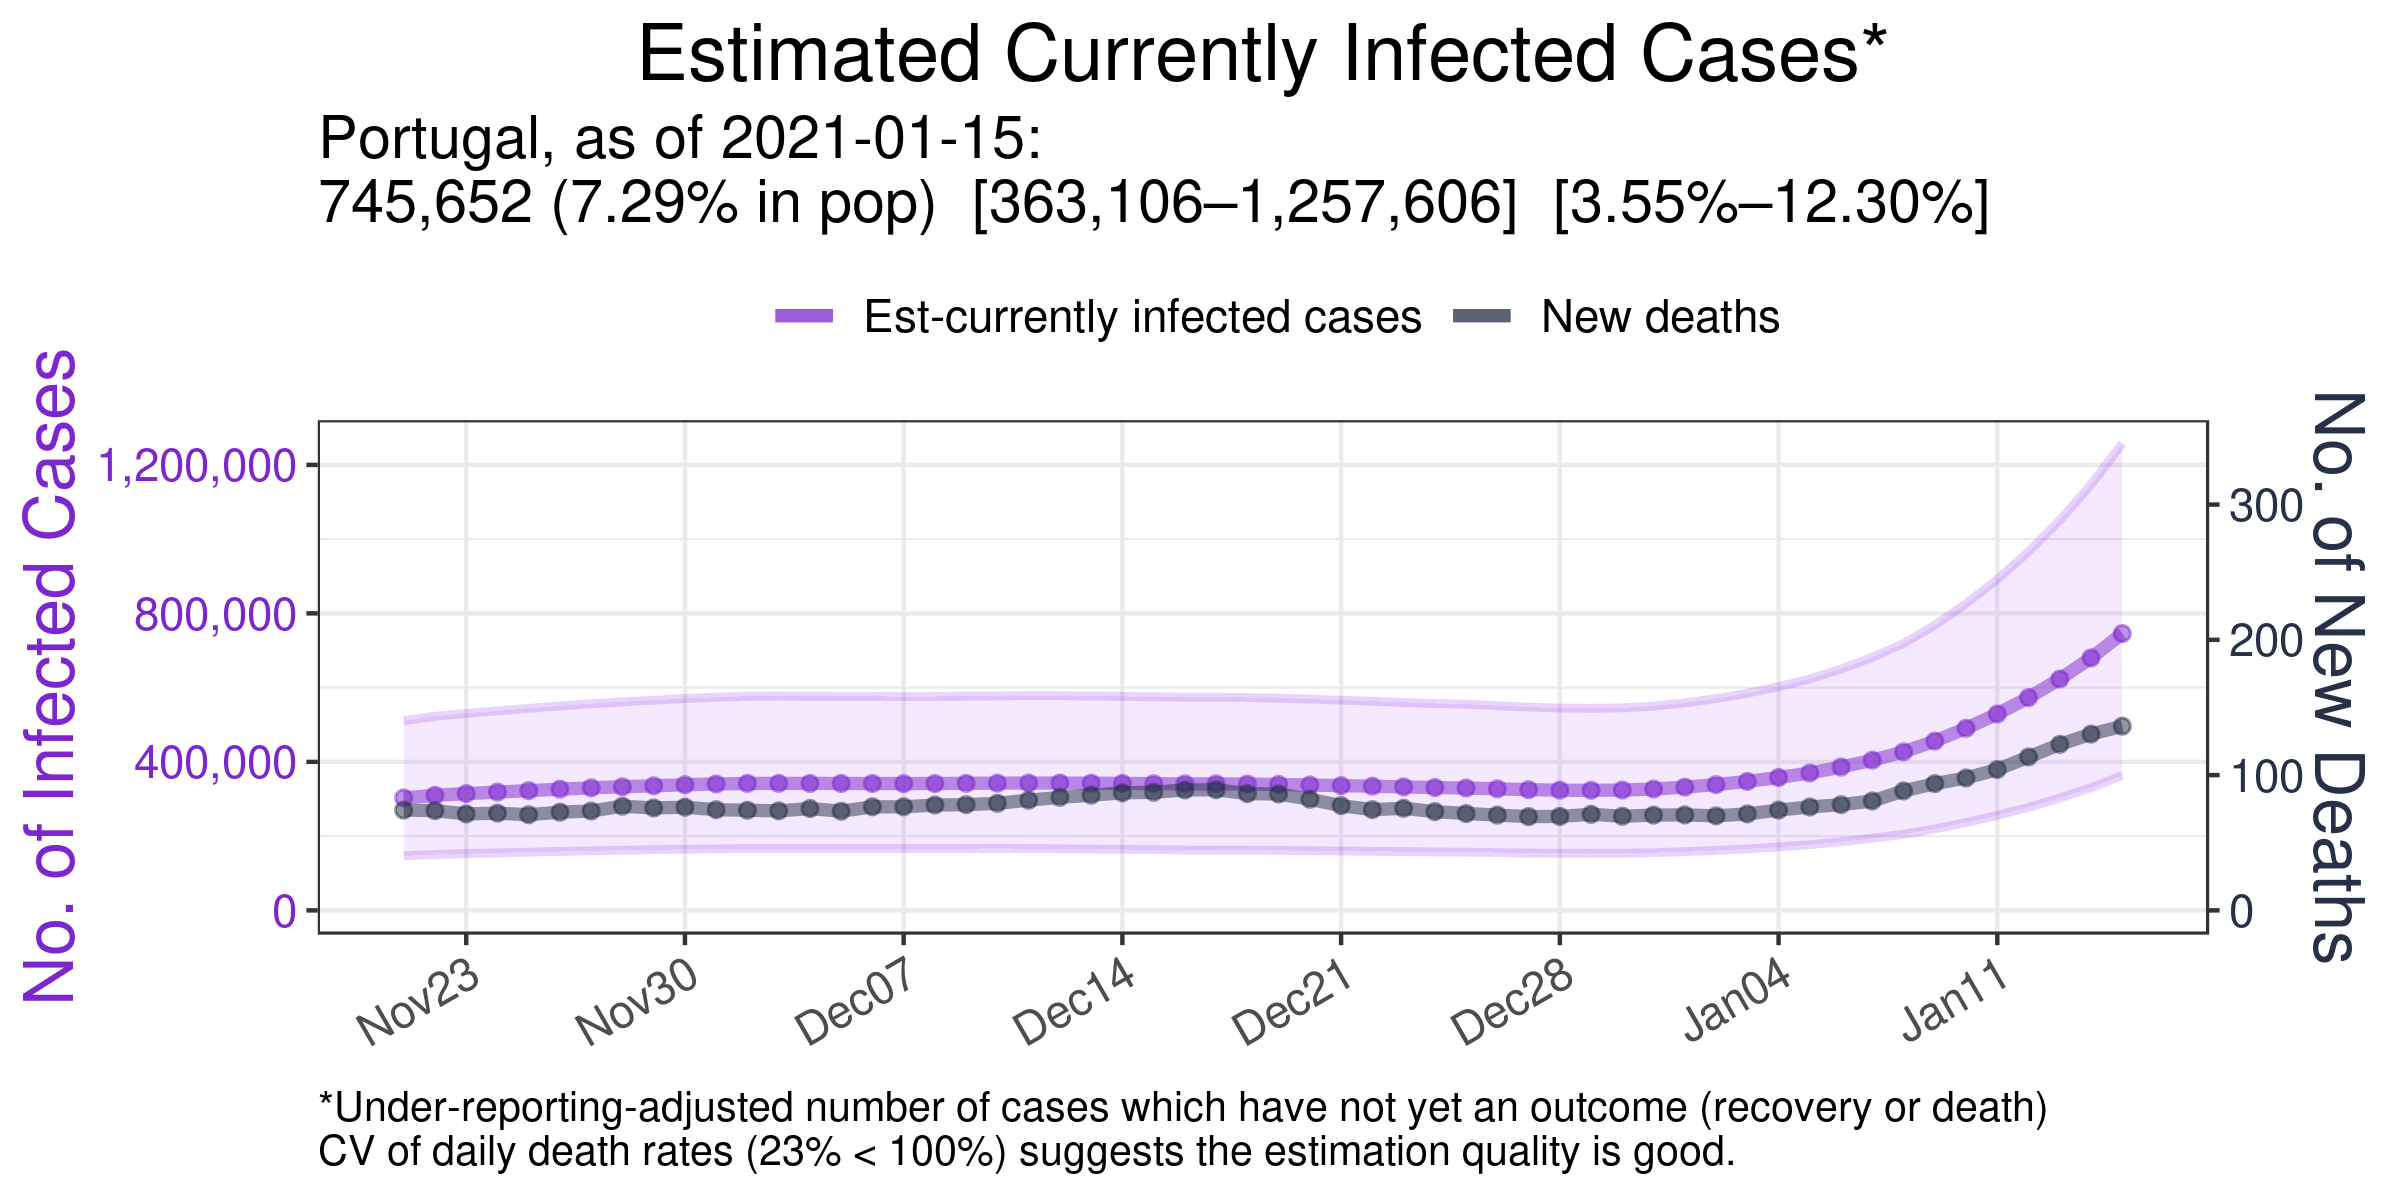 Estimated Currently Infected Cases*
Portugal, as of 2021-01-15:
745,652 (7.29% in pop)  [363,106–1,257,606]  [3.55%–12.30%]
Est-currently infected cases
New deaths
No. of Infected Cases
1,200,000
800,000
400,000
0
No. of New Deaths
300
200
100
0
Nov23
Nov30
Dec07
Dec14
Dec21
Dec28
Jan04
Jan11
*Under-reporting-adjusted number of cases which have not yet an outcome (recovery or death)
CV of daily death rates (23% < 100%) suggests the estimation quality is good.